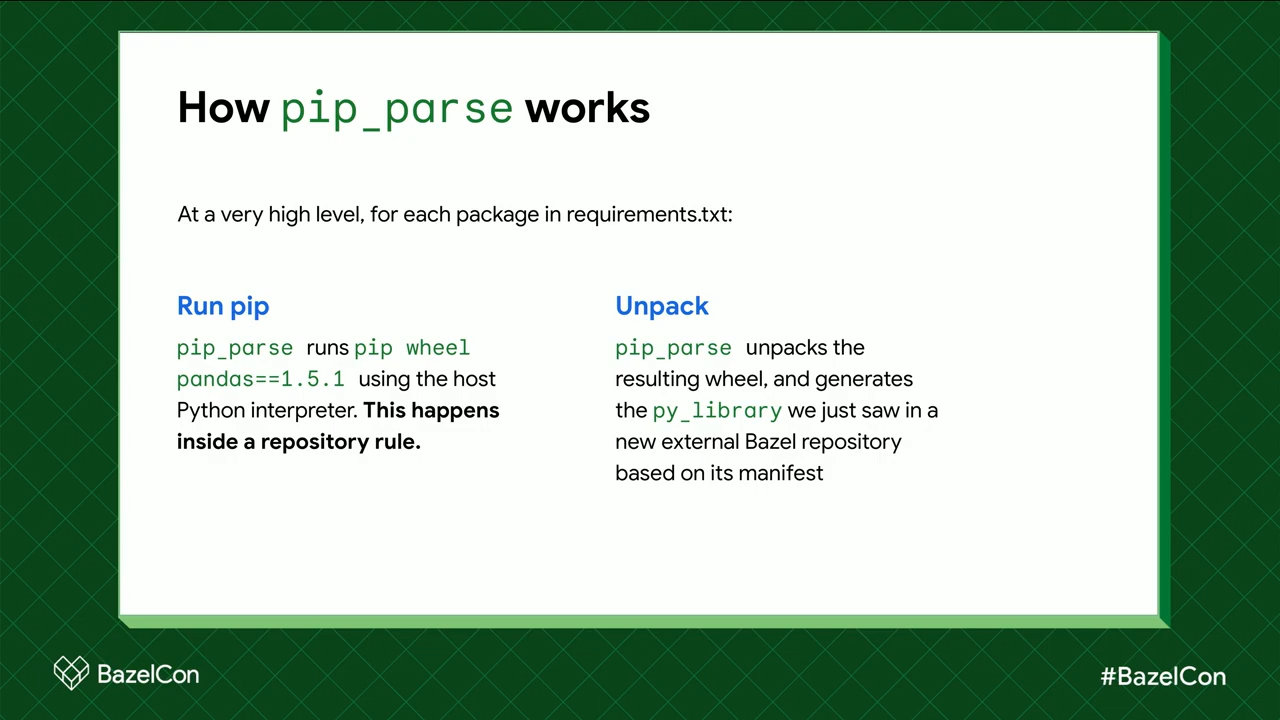 How pip_parse works
At a very high level, for each package in requirements.txt:
Run pip
pip_parse runs pip wheel
pandas==1.5.1 using the host
Python interpreter. This happens
inside a repository rule.
Unpack
pip_parse unpacks the
resulting wheel, and generates
the py_library we just saw in a
new external Bazel repository
based on its manifest
BazelCon
#BazelCon